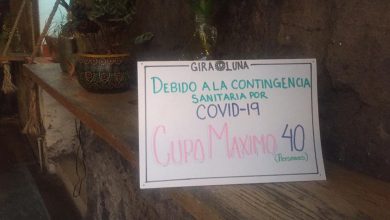 GIRA LUNA
DEBIDO A LA CONTINGENCIA
SANITARIA POR
COVID-19
CUPO MAXIMO 40
(Personas)